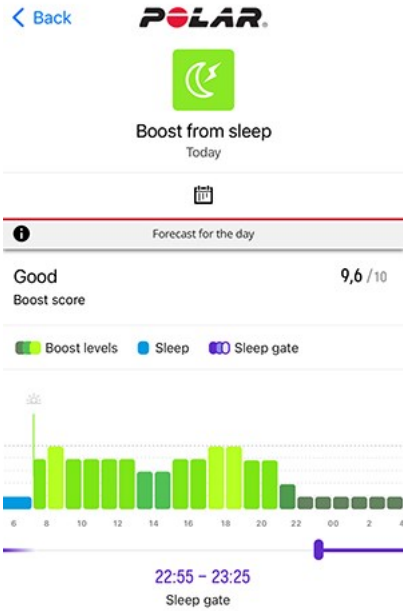 Back
POLAR.
Boost from sleep
Today
Forecast for the day
Good
9,6 /10
Boost score
Boost levels Sleep Sleep gate
6 8 10 12 14 16 18 20 22 00 2 4
22:55 – 23:25
Sleep gate